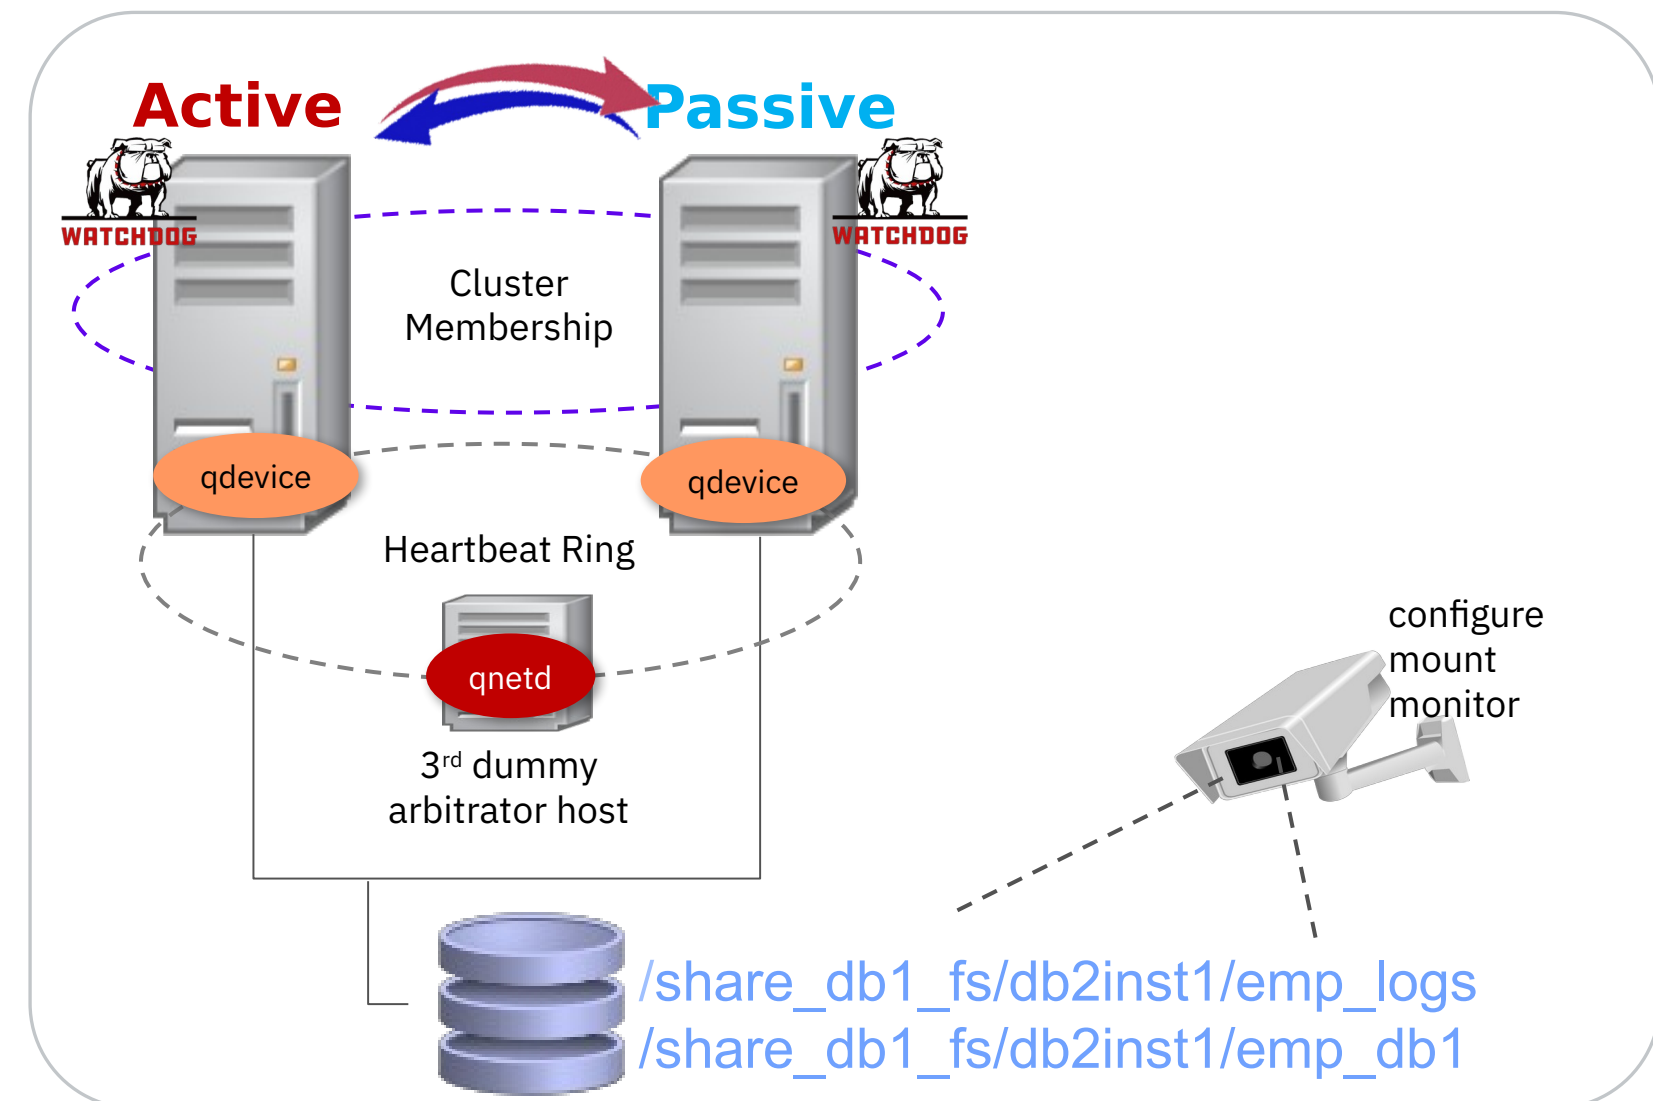 Active
Passive
WATCHDOG
WATCHDOG
Cluster
Membership
qdevice
qdevice
Heartbeat Ring
qnetd
3rd dummy
arbitrator host
configure
mount
monitor
/share_db1_fs/db2inst1/emp_logs
/share_db1_fs/db2inst1/emp_db1